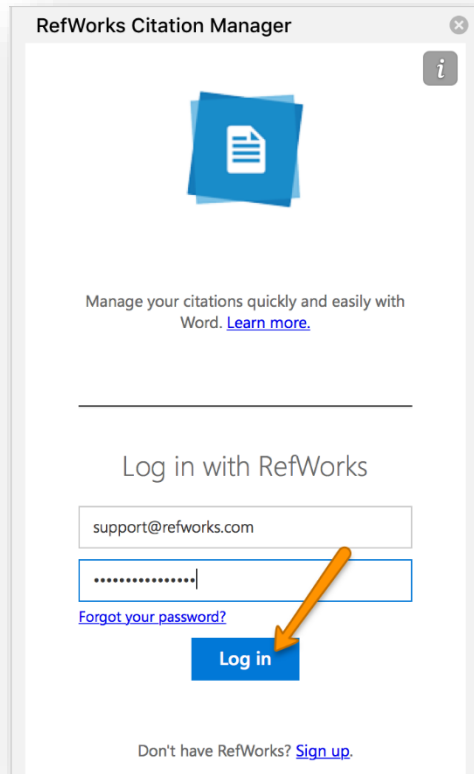 RefWorks Citation Manager
i
Manage your citations quickly and easily with
Word. Learn more.
Log in with RefWorks
support@refworks.com
••••••••••••••••
Forgot your password?
Log in
Don't have RefWorks? Sign up.